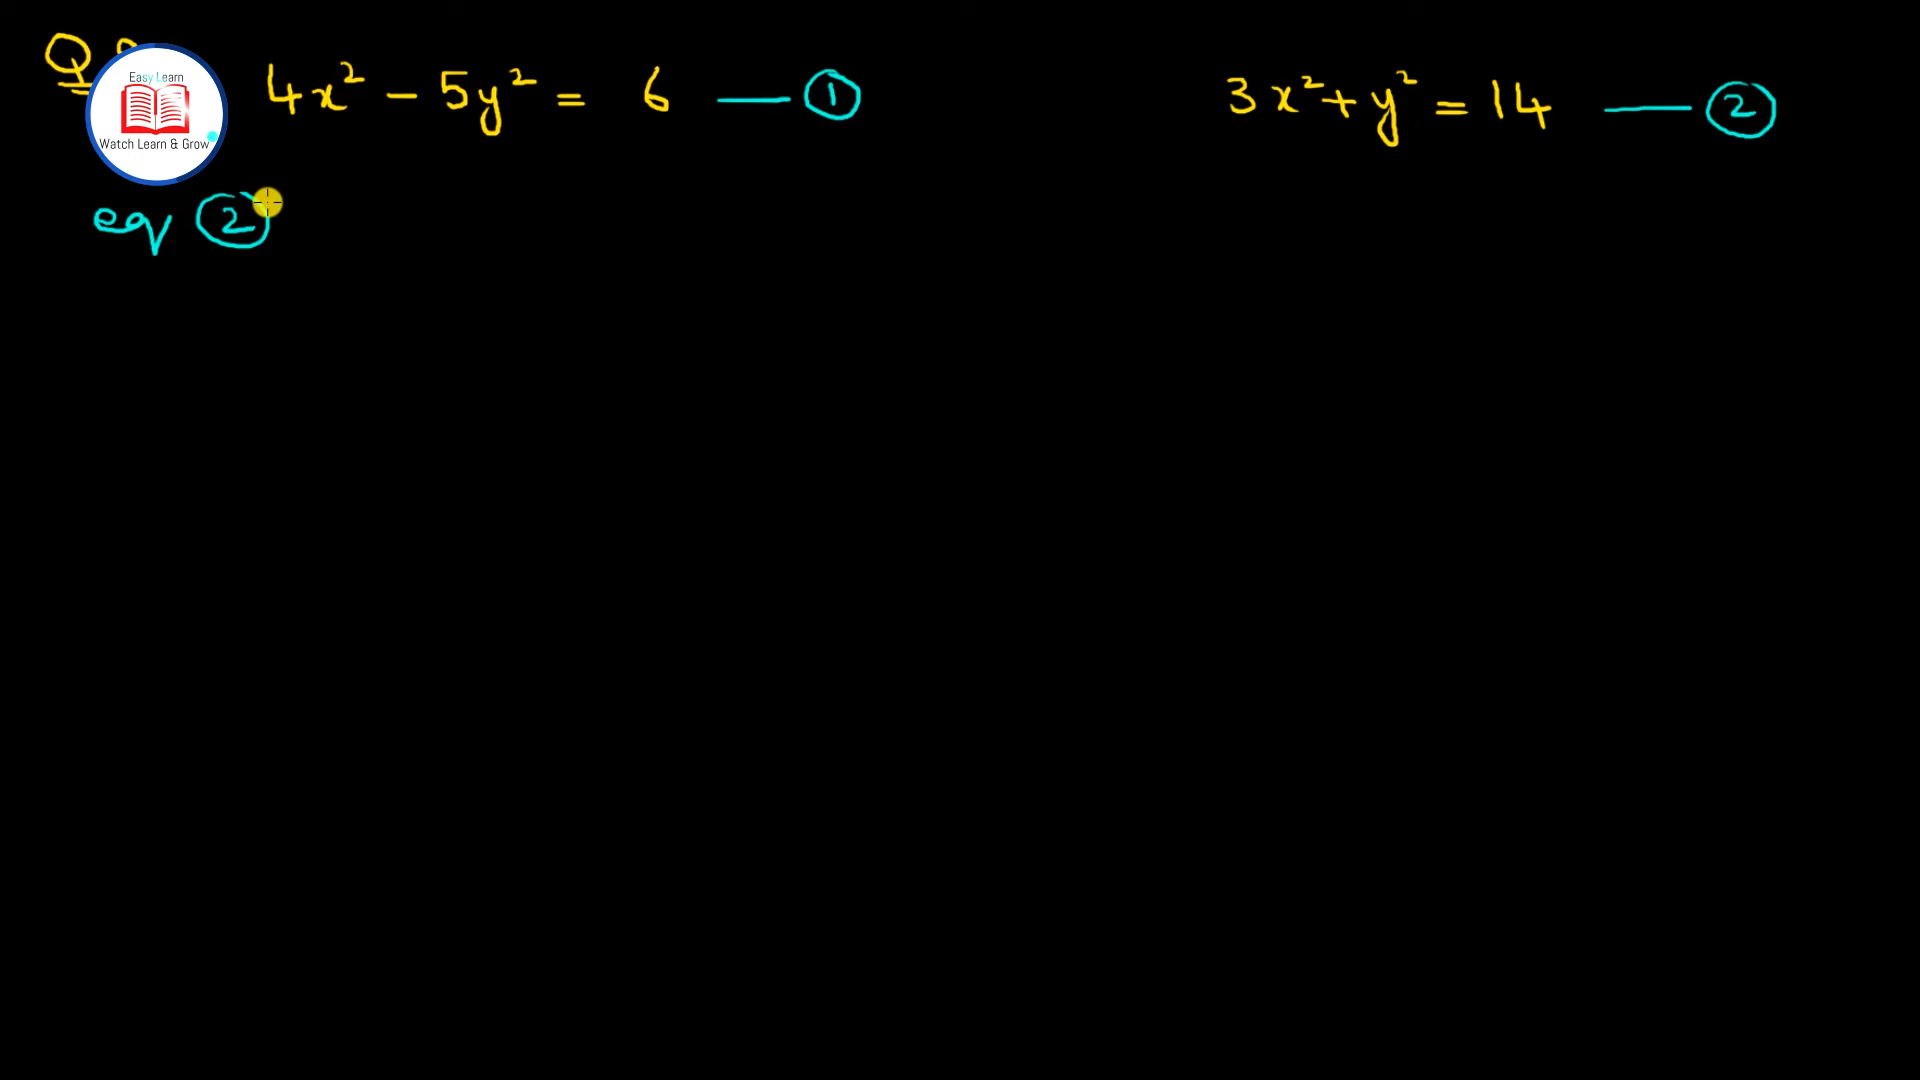 Q
Easy Learn
Watch Learn & Grow
4x² - 5y² = 6 —— ①
3x² + y² = 14 —— ②
eq ②